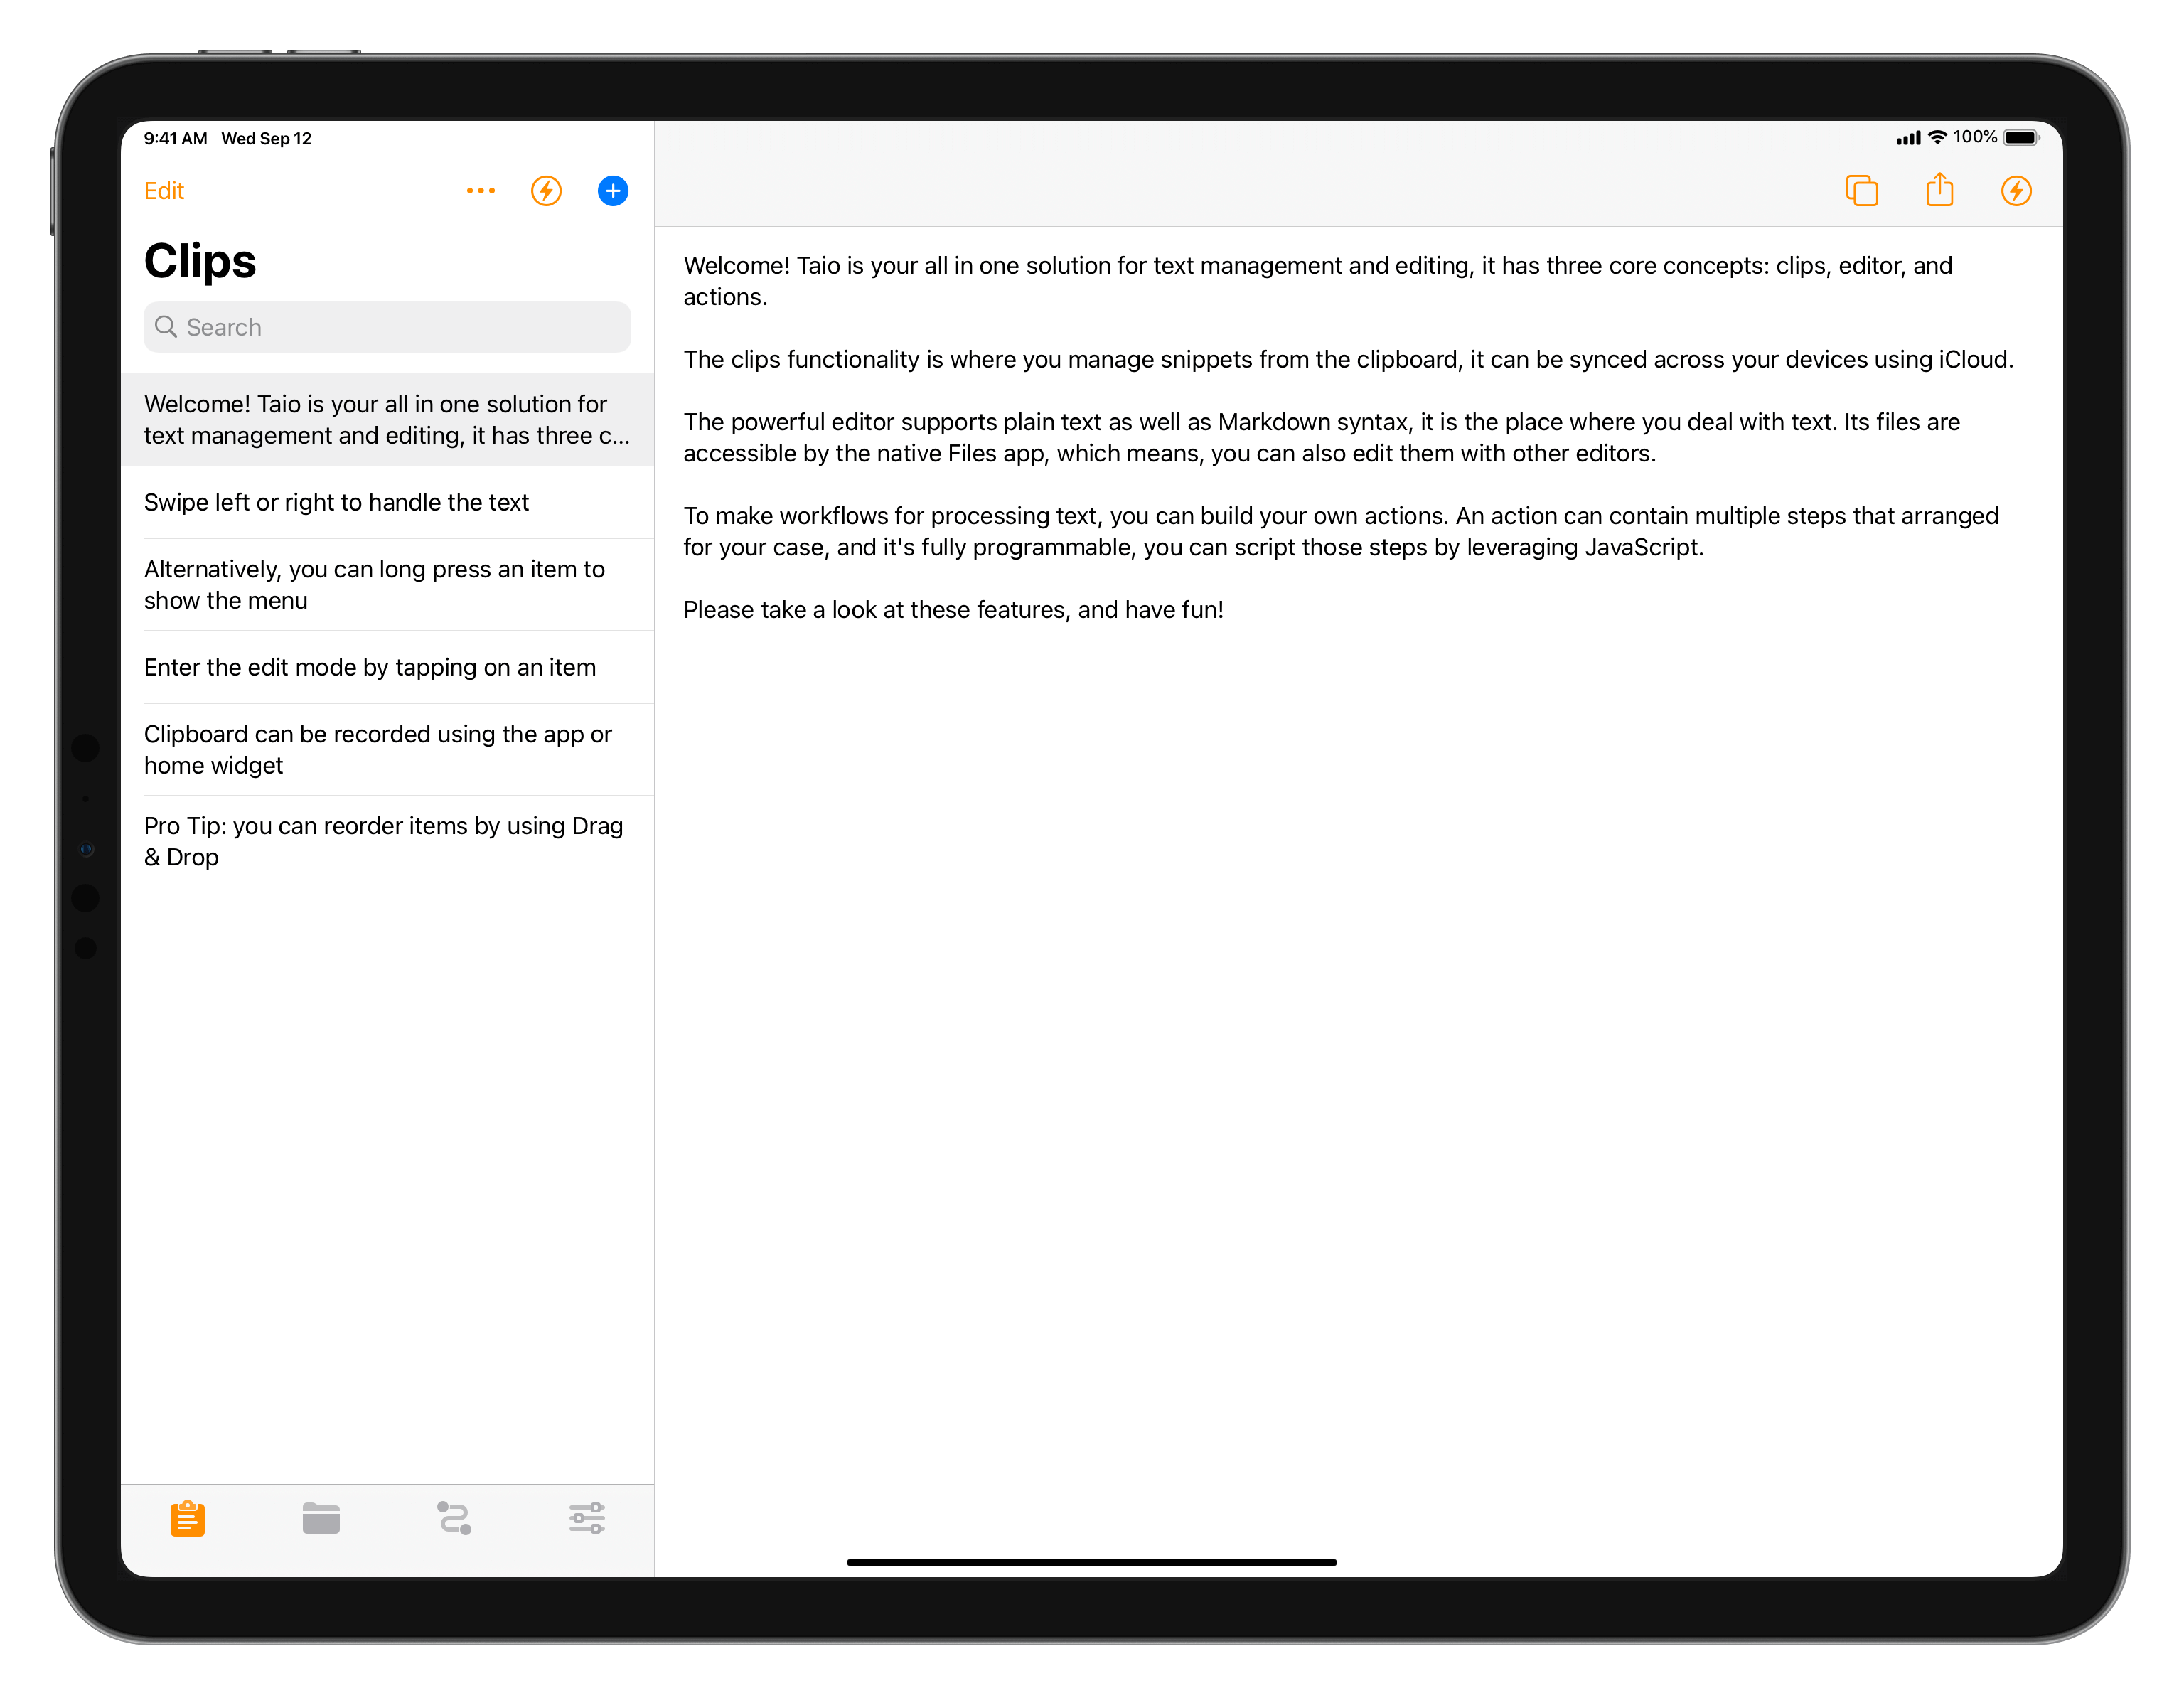 9:41 AM Wed Sep 12
100%
Edit
Clips
Search
Welcome! Taio is your all in one solution for
text management and editing, it has three c...
Swipe left or right to handle the text
Alternatively, you can long press an item to
show the menu
Enter the edit mode by tapping on an item
Clipboard can be recorded using the app or
home widget
Pro Tip: you can reorder items by using Drag
& Drop
Welcome! Taio is your all in one solution for text management and editing, it has three core concepts: clips, editor, and
actions.
The clips functionality is where you manage snippets from the clipboard, it can be synced across your devices using iCloud.
The powerful editor supports plain text as well as Markdown syntax, it is the place where you deal with text. Its files are
accessible by the native Files app, which means, you can also edit them with other editors.
To make workflows for processing text, you can build your own actions. An action can contain multiple steps that arranged
for your case, and it's fully programmable, you can script those steps by leveraging JavaScript.
Please take a look at these features, and have fun!